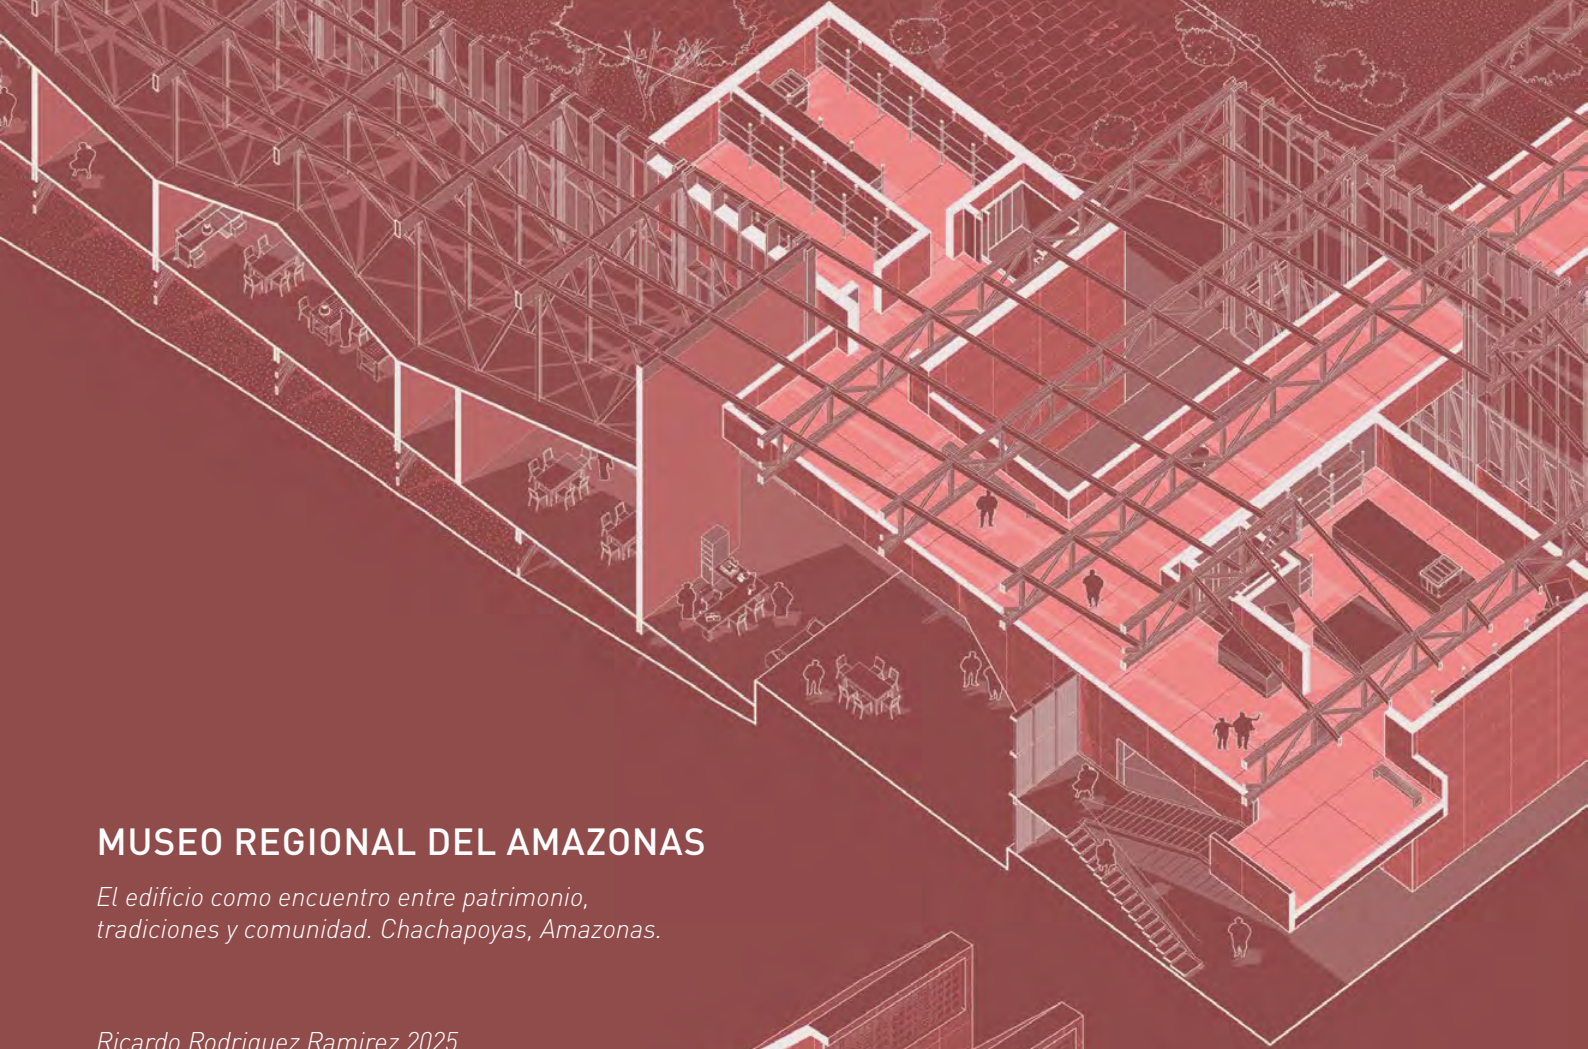 MUSEO REGIONAL DEL AMAZONAS
El edificio como encuentro entre patrimonio,
tradiciones y comunidad. Chachapoyas, Amazonas.
Ricardo Rodriguez Ramirez 2025